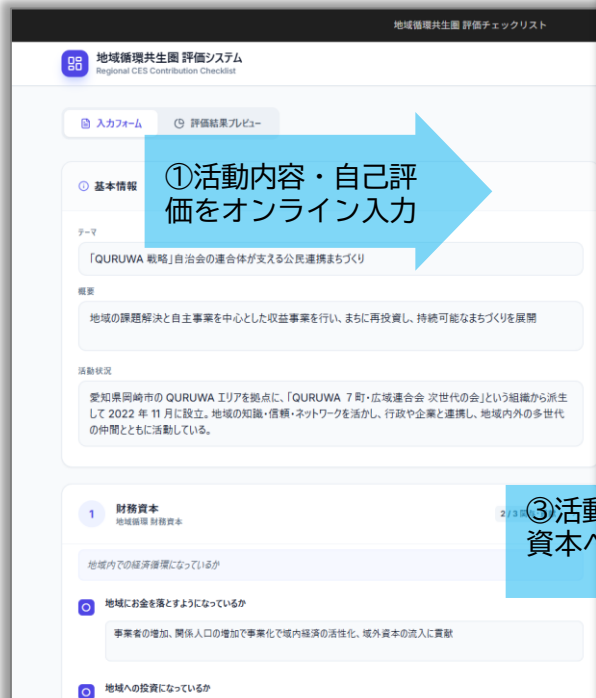 地域循環共生圏 評価チェックリスト
地域循環共生圏 評価システム
Regional CES Contribution Checklist
入力フォーム
評価結果プレビュー
①活動内容・自己評
価をオンライン入力
基本情報
テーマ
「QURUWA 戦略」自治会の連合体が支える公民連携まちづくり
概要
地域の課題解決と自主事業を中心とした収益事業を行い、まちに再投資し、持続可能なまちづくりを展開
活動状況
愛知県岡崎市の QURUWA エリアを拠点に、「QURUWA 7町・広域連合会 次世代の会」という組織から派生
して 2022 年 11 月に設立。地域の知識・信頼・ネットワークを活かし、行政や企業と連携し、地域内外の多世代
の仲間とともに活動している。
1
財務資本
地域循環 財務資本
2/3
③活動
資本へ
地域内での経済循環になっているか
地域にお金を落とすようになっているか
事業者の増加、関係人口の増加で事業化で域内経済の活性化、域外資本の流入に貢献
地域への投資になっているか